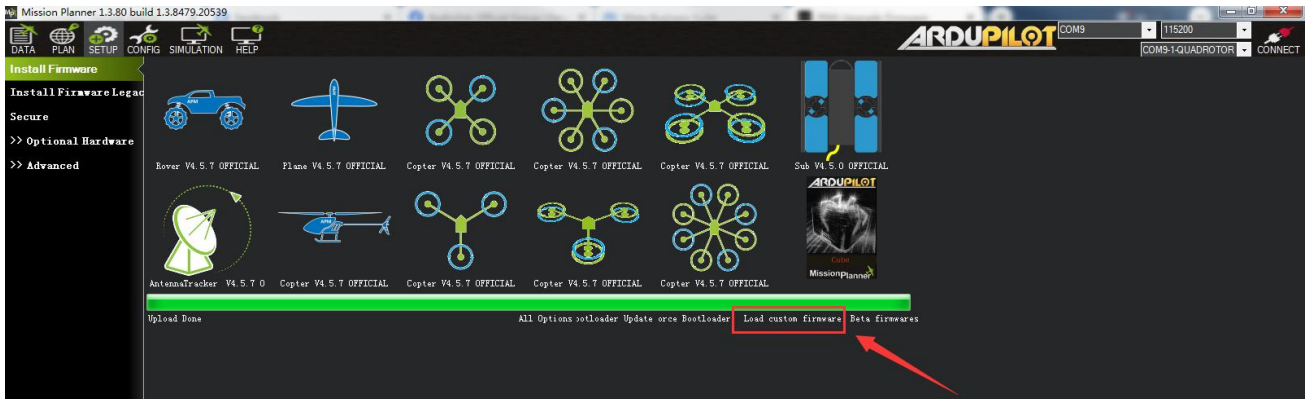 Mission Planner 1.3.80 build 1.3.8479.20539
DATA PLAN SETUP CONFIG SIMULATION HELP
ARDUPILOT
COM9
115200
COM9-1-QUADROTOR
CONNECT
Install Firmware
Install Firmware Legac
Secure
>> Optional Hardware
>> Advanced
APM
Rover V4.5.7 OFFICIAL
Plane V4.5.7 OFFICIAL
Copter V4.5.7 OFFICIAL
Copter V4.5.7 OFFICIAL
Copter V4.5.7 OFFICIAL
Sub V4.5.0 OFFICIAL
APM
ARDUPILOT
Cube
MissionPlanner
AntennaTracker V4.5.7 O
Copter V4.5.7 OFFICIAL
Copter V4.5.7 OFFICIAL
Copter V4.5.7 OFFICIAL
Copter V4.5.7 OFFICIAL
Upload Done
All Options
ootloader Update
orce Bootloader
Load custom firmware
Beta firmwares